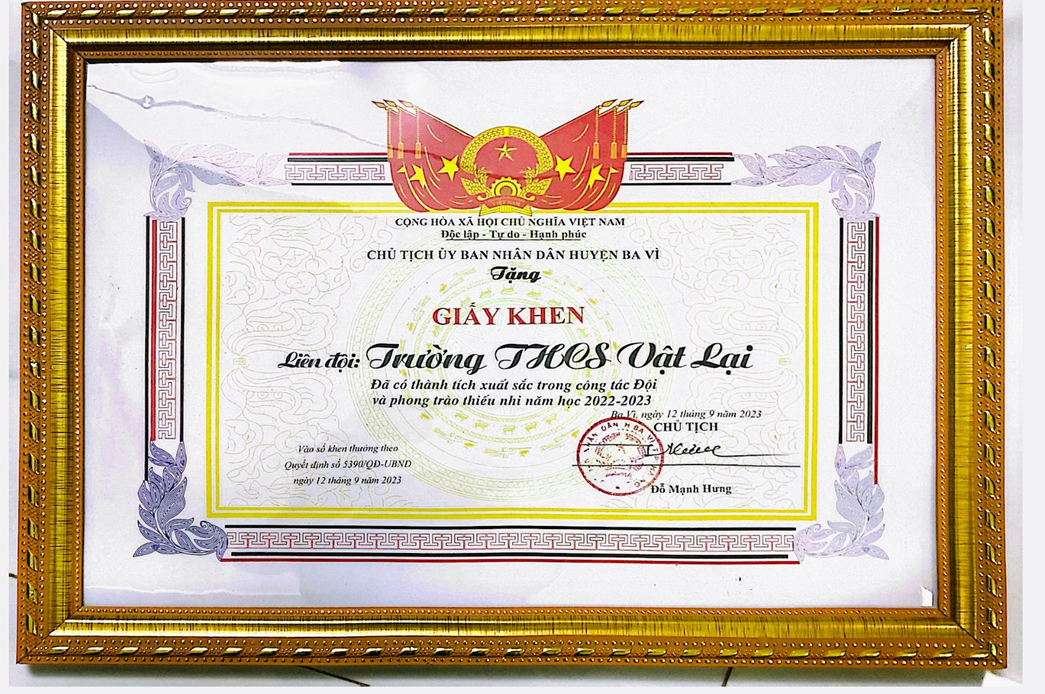 VIỆT NAM
CỘNG HÒA XÃ HỘI CHỦ NGHĨA VIỆT NAM
Độc lập - Tự do - Hạnh phúc
CHỦ TỊCH ỦY BAN NHÂN DÂN HUYỆN BA VÌ
Tặng
GIẤY KHEN
Liên đội: Trường THCS Vật Lại
Đã có thành tích xuất sắc trong công tác Đội
và phong trào thiếu nhi năm học 2022-2023
Ba Vì, ngày 12 tháng 9 năm 2023
CHỦ TỊCH
Vào sổ khen thưởng theo
Quyết định số 5390/QĐ-UBND
ngày 12 tháng 9 năm 2023
Đỗ Mạnh Hưng